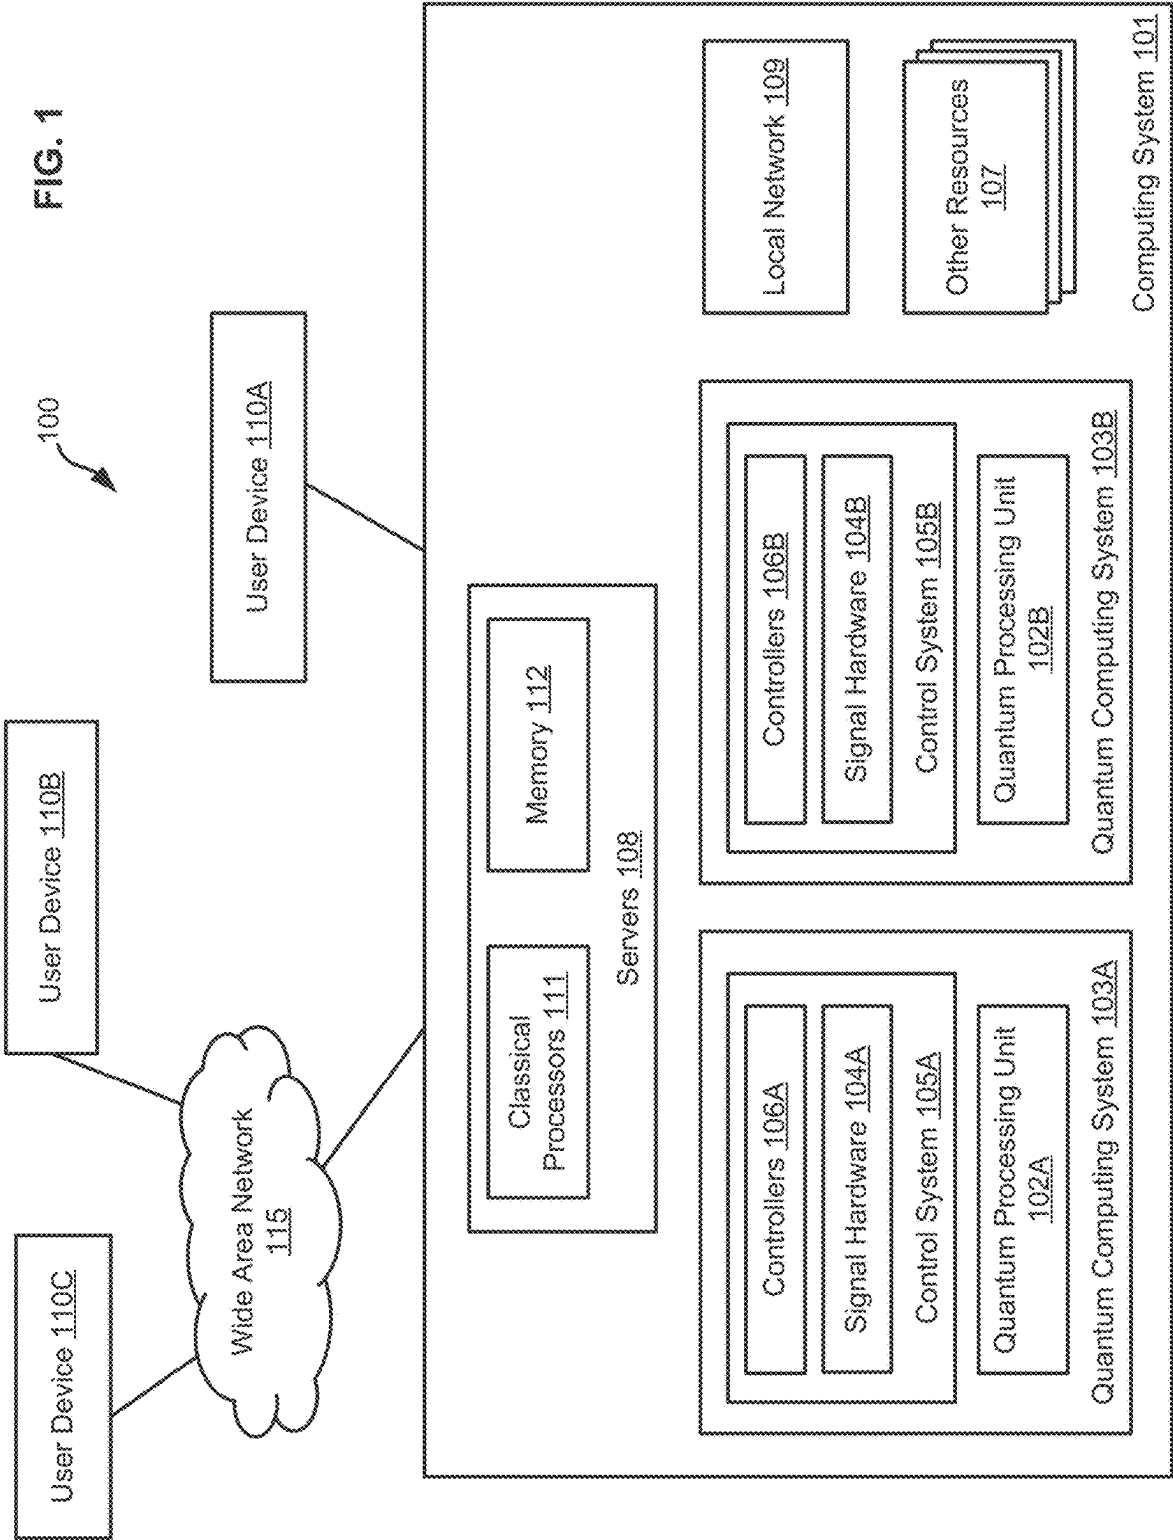 FIG. 1
100
User Device 110C
User Device 110B
User Device 110A
Wide Area Network
115
Classical
Processors 111
Memory 112
Servers 108
Controllers 106A
Signal Hardware 104A
Control System 105A
Quantum Processing Unit
102A
Quantum Computing System 103A
Controllers 106B
Signal Hardware 104B
Control System 105B
Quantum Processing Unit
102B
Quantum Computing System 103B
Local Network 109
Other Resources
107
Computing System 101